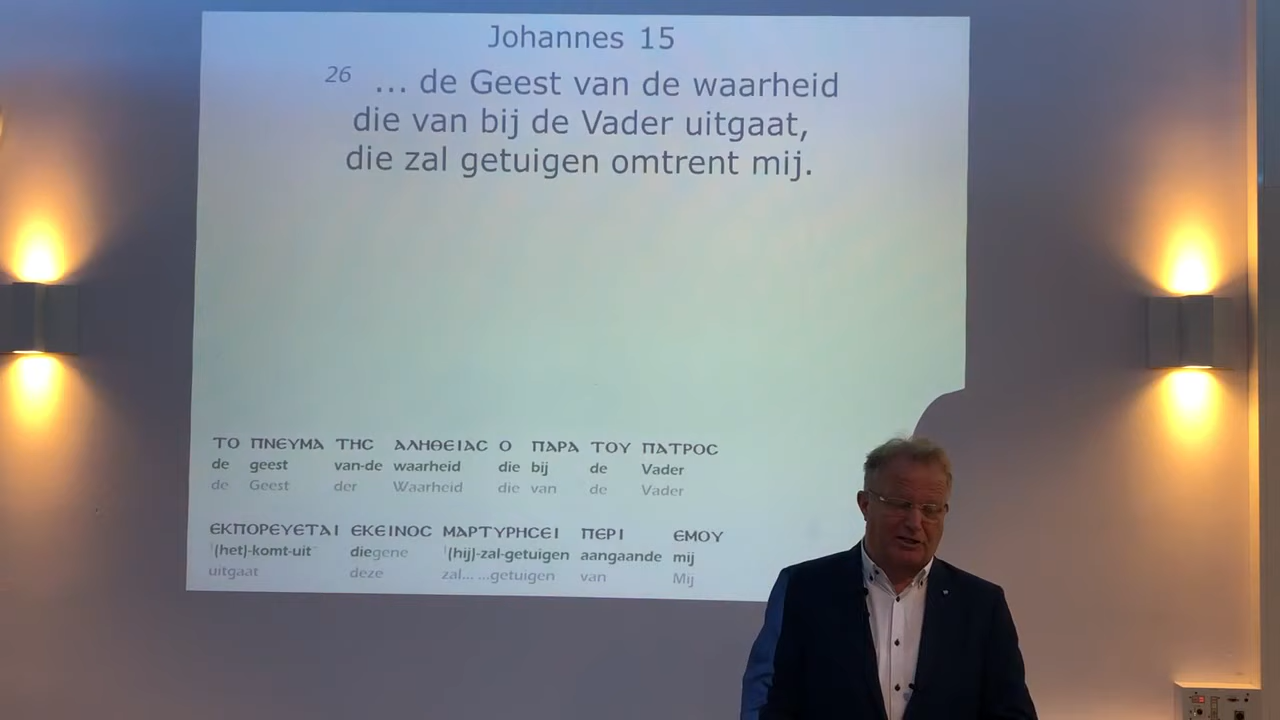 Johannes 15
26 ... de Geest van de waarheid
die van bij de Vader uitgaat,
die zal getuigen omtrent mij.
ΤΟ ΠΝΕΥΜΑ ΤΗϹ ΑΛΗΘΕΙΑϹ Ο ΠΑΡΑ ΤΟΥ ΠΑΤΡΟϹ
de geest van-de waarheid die bij de Vader
de Geest der Waarheid die van de Vader
ΕΚΠΟΡΕΥΕΤΑΙ ΕΚΕΙΝΟϹ ΜΑΡΤΥΡΗϹΕΙ ΠΕΡΙ ΕΜΟΥ
(het)-komt-uit diegene (hij)-zal-getuigen aangaande mij
uitgaat deze zal... ...getuigen van Mij